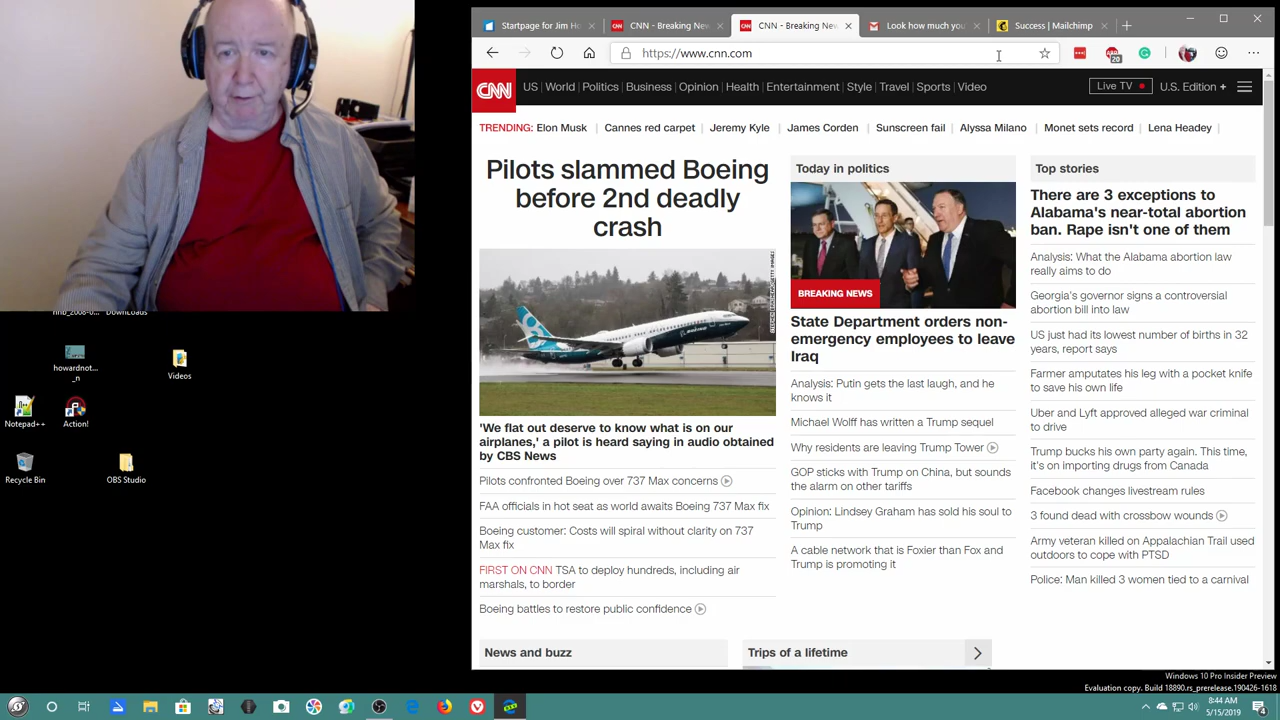 Startpage for Jim Ho
CNN - Breaking New
CNN - Breaking New
Look how much you
Success | Mailchimp
https://www.cnn.com
20
CNN
US World Politics Business Opinion Health Entertainment Style Travel Sports Video
Live TV
U.S. Edition +
TRENDING: Elon Musk Cannes red carpet Jeremy Kyle James Corden Sunscreen fail Alyssa Milano Monet sets record Lena Headey
Pilots slammed Boeing
before 2nd deadly
crash
'We flat out deserve to know what is on our
airplanes,' a pilot is heard saying in audio obtained
by CBS News
Pilots confronted Boeing over 737 Max concerns
FAA officials in hot seat as world awaits Boeing 737 Max fix
Boeing customer: Costs will spiral without clarity on 737
Max fix
FIRST ON CNN TSA to deploy hundreds, including air
marshals, to border
Boeing battles to restore public confidence
News and buzz
Today in politics
BREAKING NEWS
State Department orders non-
emergency employees to leave
Iraq
Analysis: Putin gets the last laugh, and he
knows it
Michael Wolff has written a Trump sequel
Why residents are leaving Trump Tower
GOP sticks with Trump on China, but sounds
the alarm on other tariffs
Opinion: Lindsey Graham has sold his soul to
Trump
A cable network that is Foxier than Fox and
Trump is promoting it
Trips of a lifetime
Top stories
There are 3 exceptions to
Alabama's near-total abortion
ban. Rape isn't one of them
Analysis: What the Alabama abortion law
really aims to do
Georgia's governor signs a controversial
abortion bill into law
US just had its lowest number of births in 32
years, report says
Farmer amputates his leg with a pocket knife
to save his own life
Uber and Lyft approved alleged war criminal
to drive
Trump bucks his own party again. This time,
it's on importing drugs from Canada
Facebook changes livestream rules
3 found dead with crossbow wounds
Army veteran killed on Appalachian Trail used
outdoors to cope with PTSD
Police: Man killed 3 women tied to a carnival
DownLoads
howardnot...
_n
Videos
Notepad++
Action!
Recycle Bin
OBS Studio
Windows 10 Pro Insider Preview
Evaluation copy. Build 18890.rs_prerelease.190426-1618
8:44 AM
5/15/2019
4